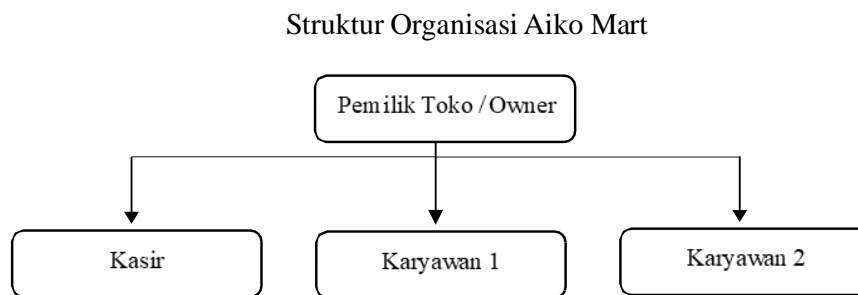 Struktur Organisasi Aiko Mart
Pemilik Toko / Owner
Kasir
Karyawan 1
Karyawan 2